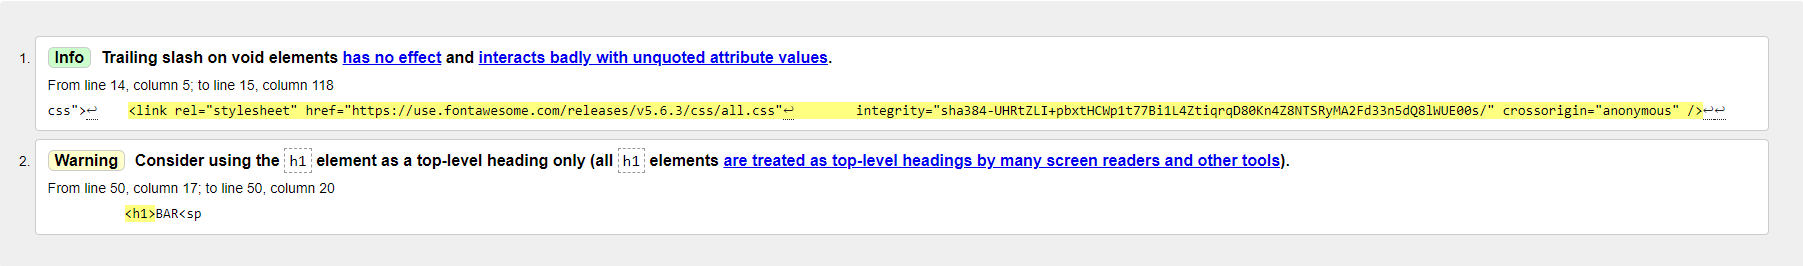 1. Info Trailing slash on void elements has no effect and interacts badly with unquoted attribute values.
From line 14, column 5; to line 15, column 118
css">↩ <link rel="stylesheet" href="https://use.fontawesome.com/releases/v5.6.3/css/all.css"↩ integrity="sha384-UHRtZLI+pbxtHCWp1t77Bi1L4ZtiqrqD80Kn4Z8NTSRyMA2Fd33n5dQ8lWUE00s/" crossorigin="anonymous" />↩↩
2. Warning Consider using the h1 element as a top-level heading only (all h1 elements are treated as top-level headings by many screen readers and other tools).
From line 50, column 17; to line 50, column 20
<h1>BAR<sp